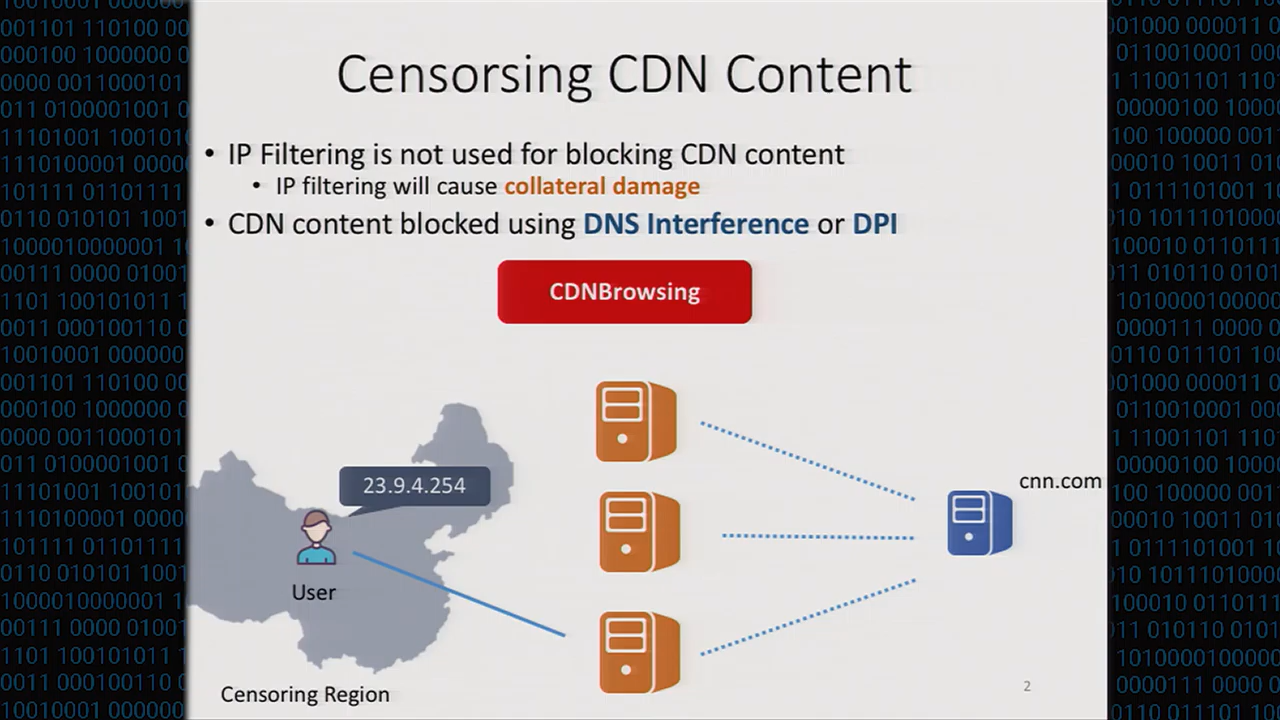 Censorsing CDN Content
• IP Filtering is not used for blocking CDN content
• IP filtering will cause collateral damage
• CDN content blocked using DNS Interference or DPI
CDNBrowsing
23.9.4.254
cnn.com
User
Censoring Region
2